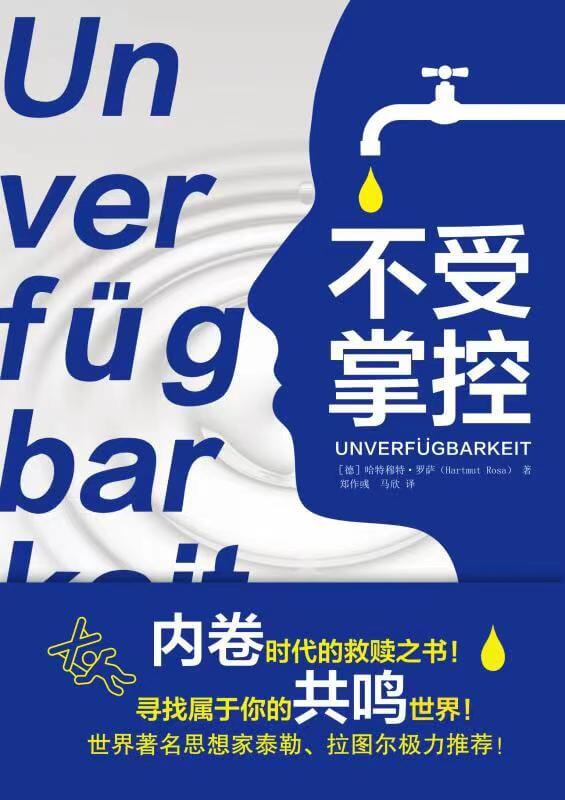 Un
ver
füg
bar
keit
不受
掌控
UNVERFÜGBARKEIT
［德］哈特穆特·罗萨（Hartmut Rosa） 著
郑作彧 马欣 译
内卷时代的救赎之书！
寻找属于你的共鸣世界！
世界著名思想家泰勒、拉图尔极力推荐！